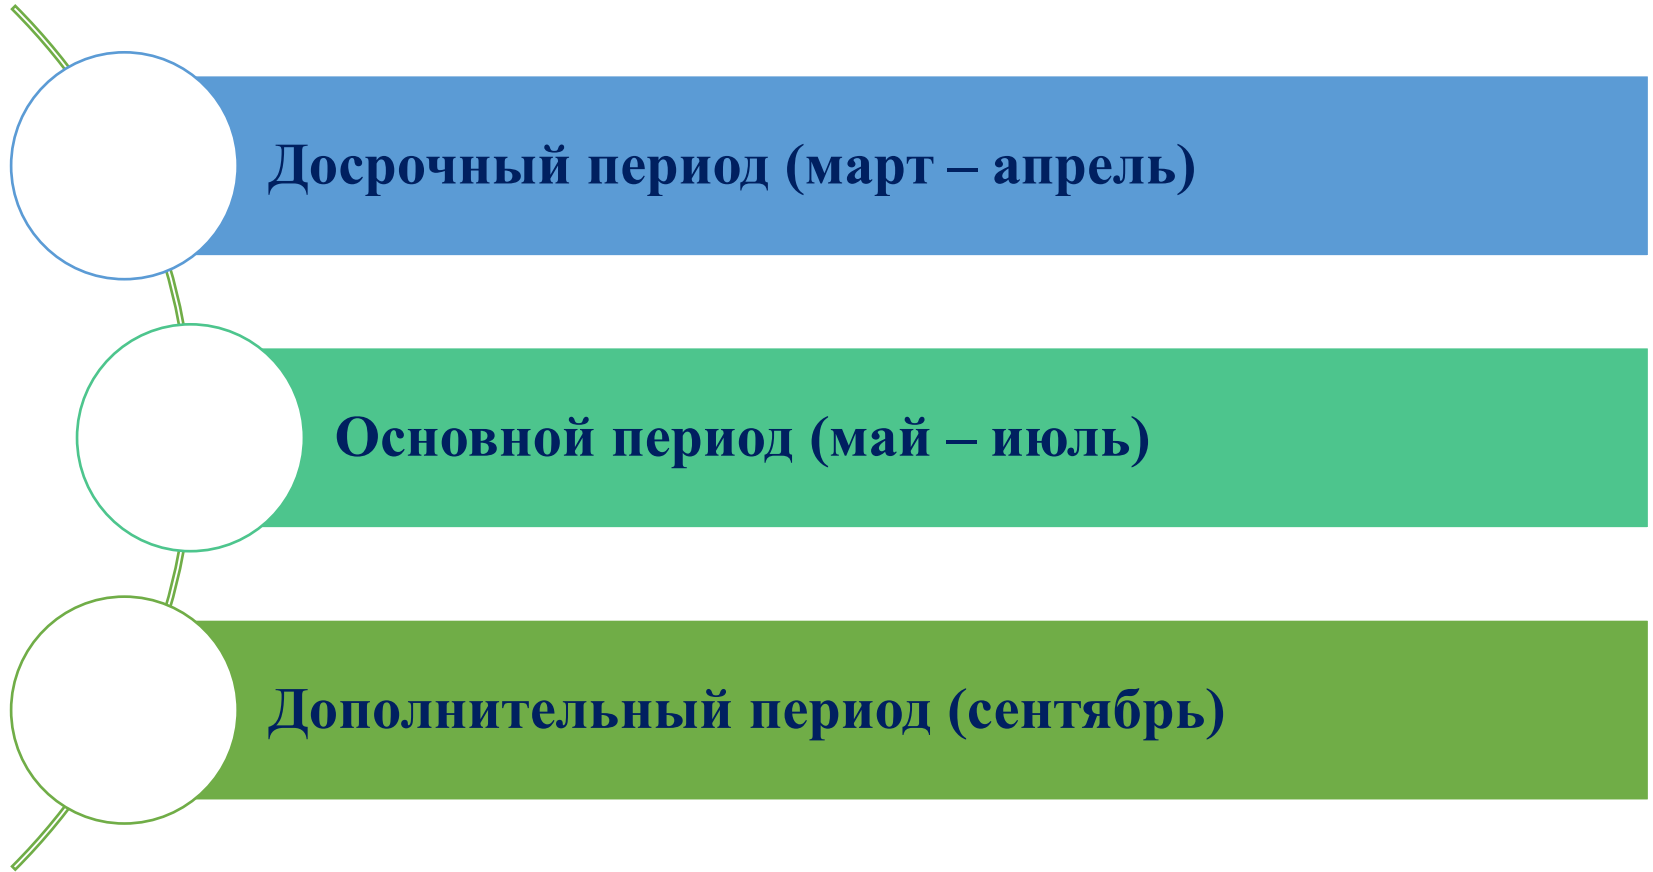 Досрочный период (март – апрель)
Основной период (май – июль)
Дополнительный период (сентябрь)